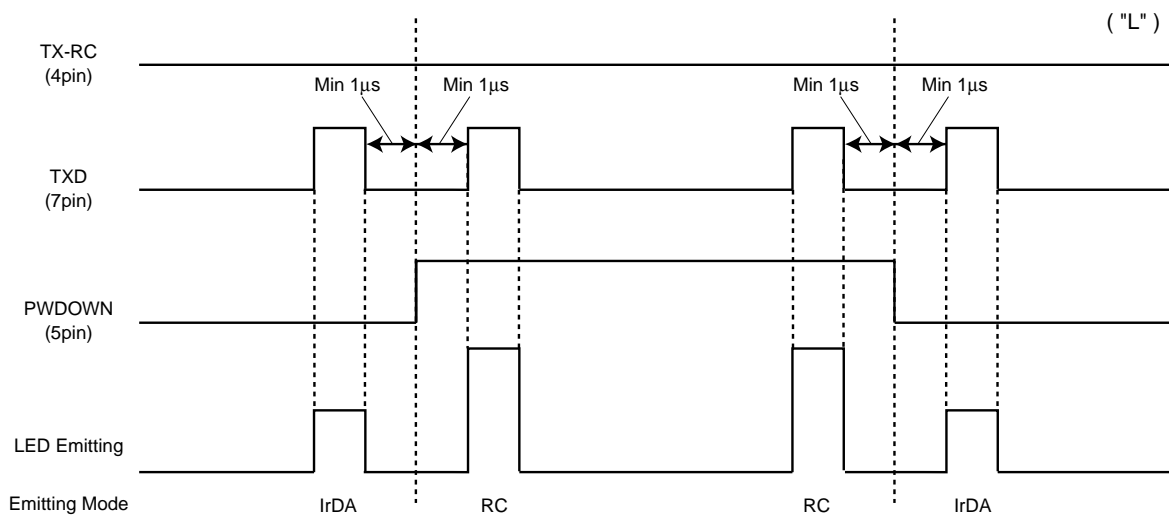 ( "L" )
TX-RC
(4pin)
Min 1µs
Min 1µs
Min 1µs
Min 1µs
TXD
(7pin)
PWDOWN
(5pin)
LED Emitting
Emitting Mode IrDA RC RC IrDA